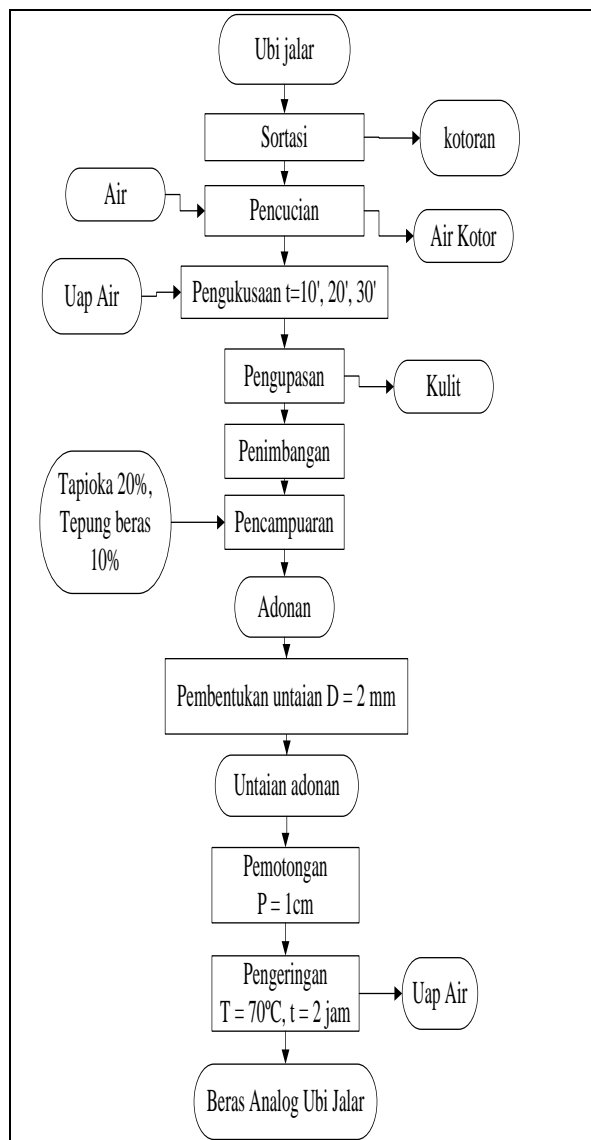 Ubi jalar
Sortasi
kotoran
Air
Pencucian
Air Kotor
Uap Air
Pengukusaan t=10', 20', 30'
Pengupasan
Kulit
Penimbangan
Tapioka 20%,
Tepung beras
10%
Pencampuaran
Adonan
Pembentukan untaian D = 2 mm
Untaian adonan
Pemotongan
P = 1cm
Pengeringan
T = 70ºC, t = 2 jam
Uap Air
Beras Analog Ubi Jalar